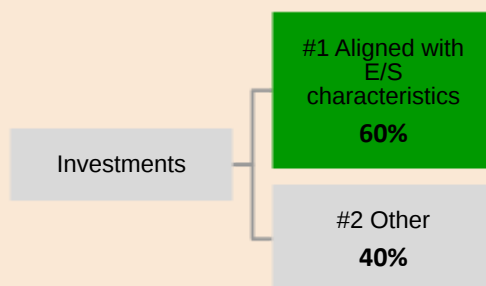 #1 Aligned with
E/S
characteristics
60%
Investments
#2 Other
40%